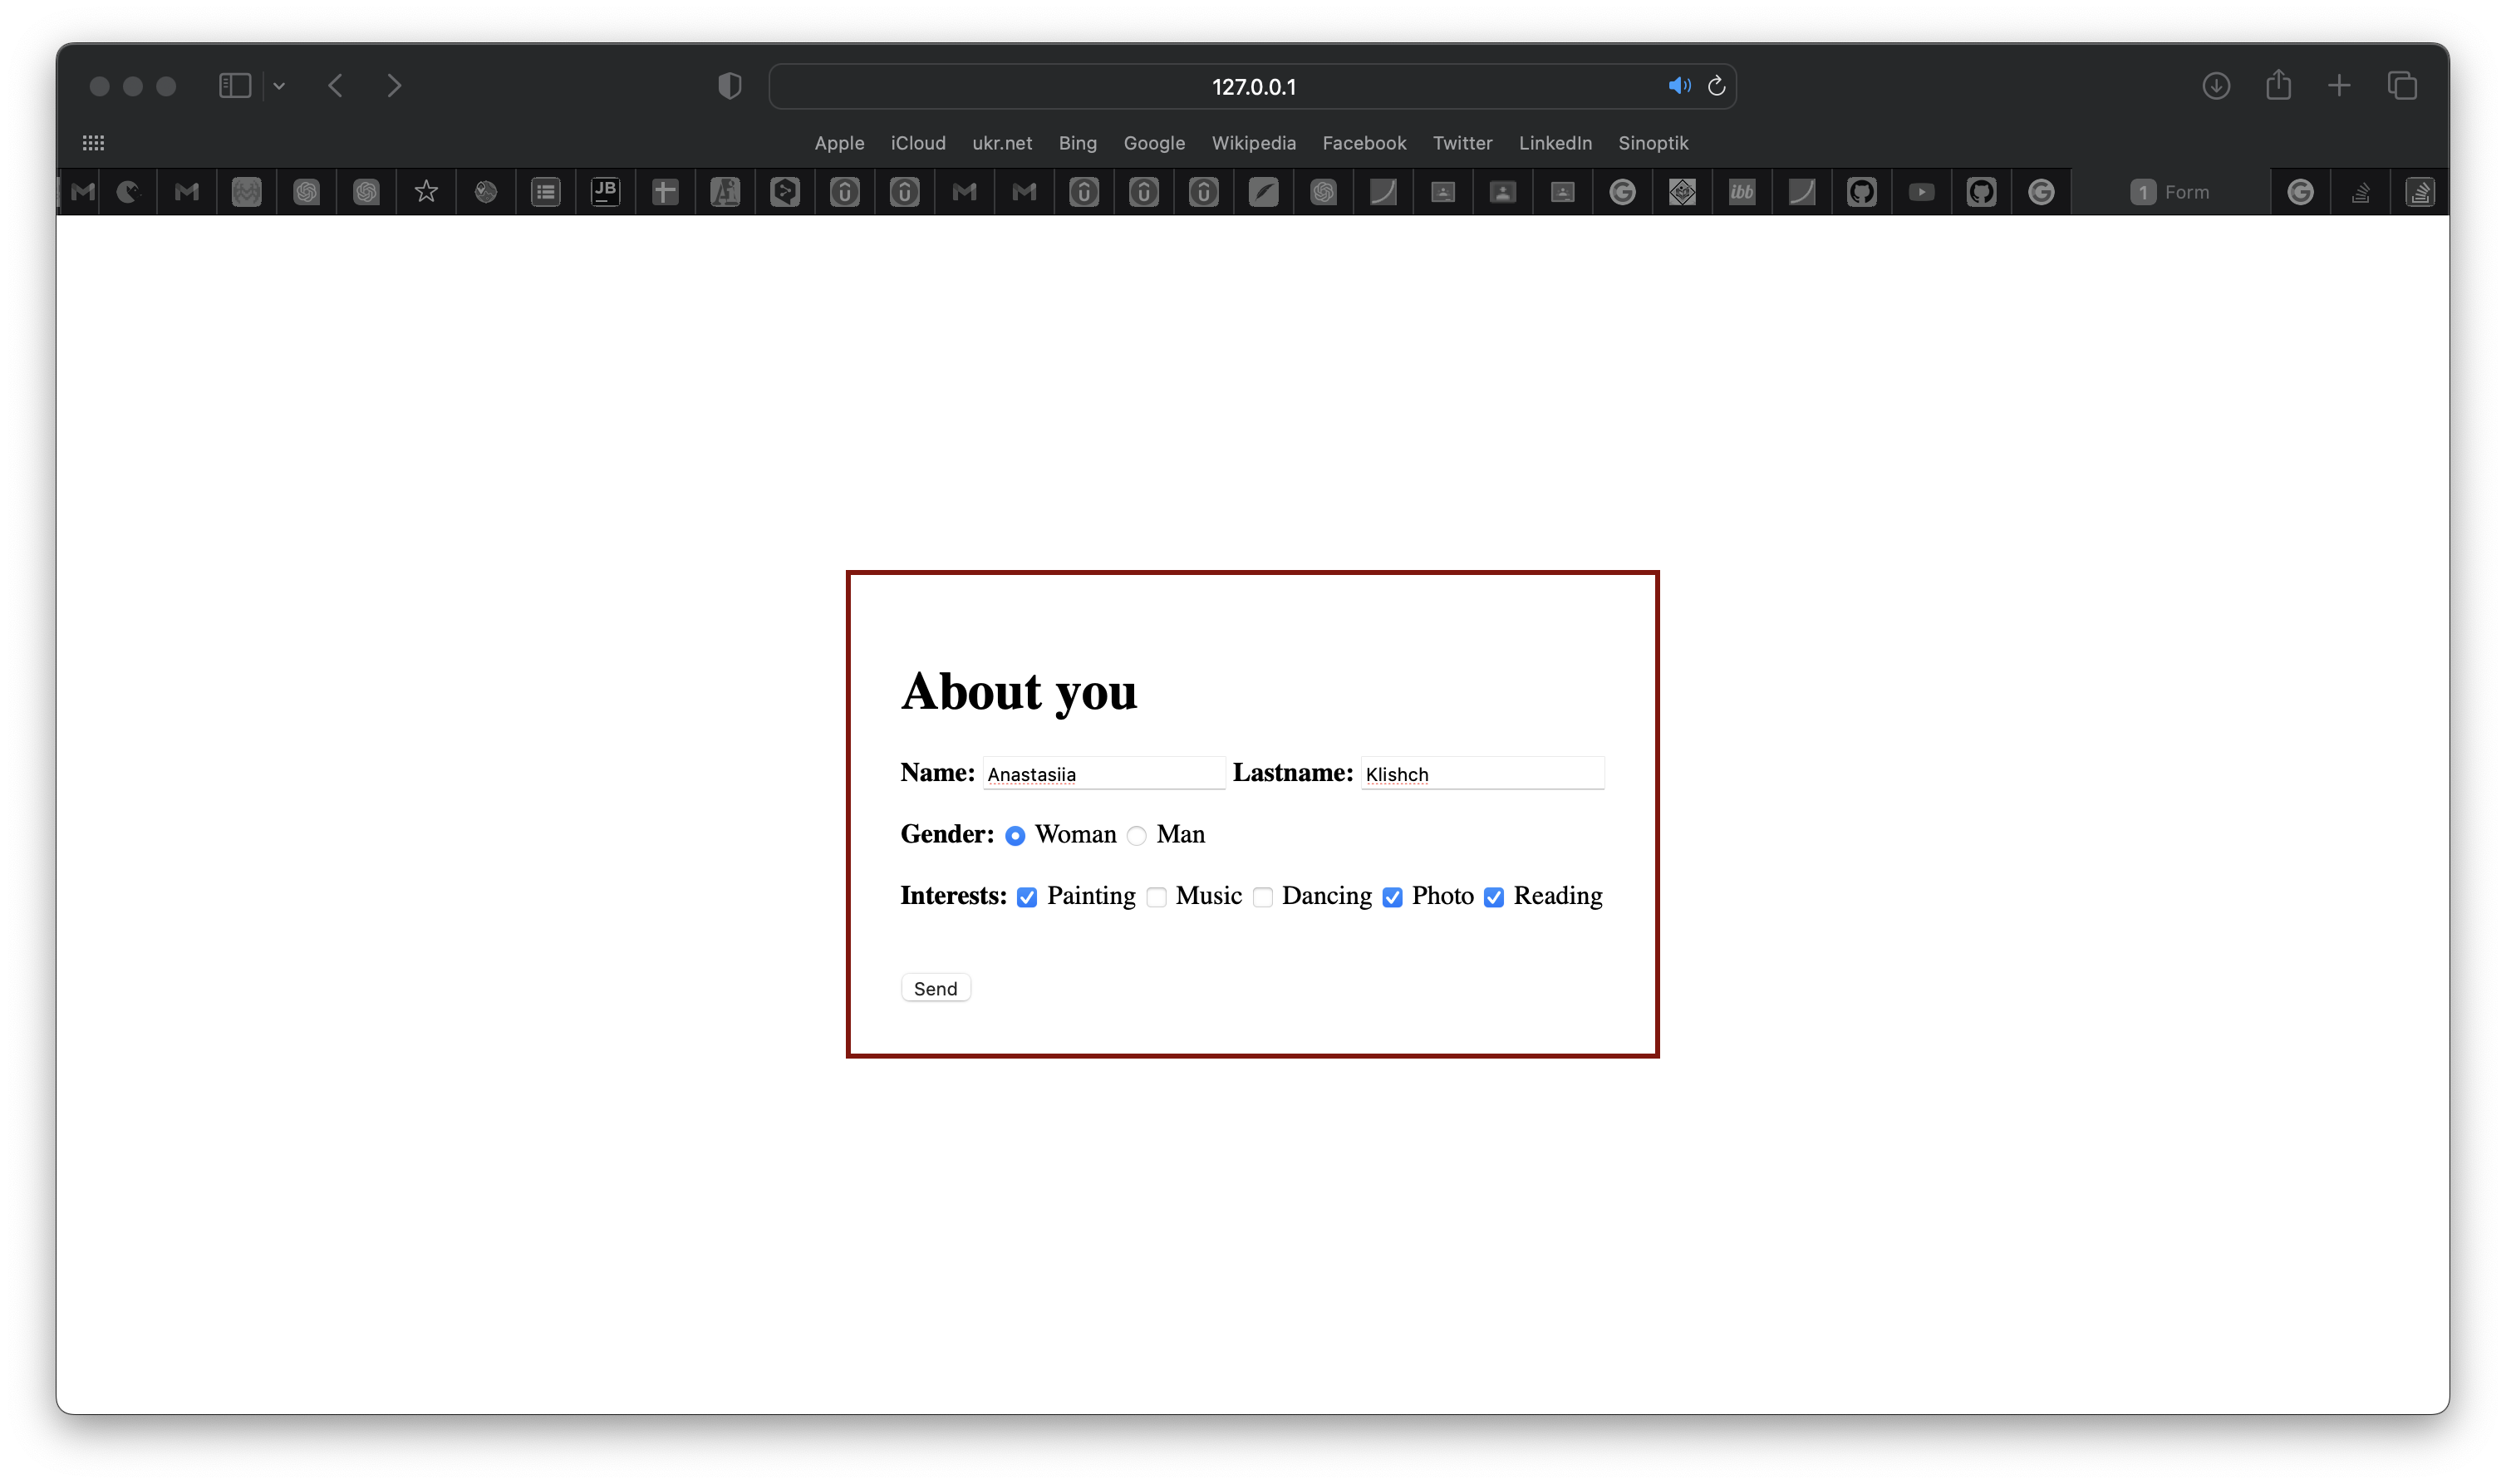 127.0.0.1
Apple iCloud ukr.net Bing Google Wikipedia Facebook Twitter LinkedIn Sinoptik
JB ibb 1 Form
About you
Name: Anastasiia Lastname: Klishch
Gender: Woman Man
Interests: Painting Music Dancing Photo Reading
Send